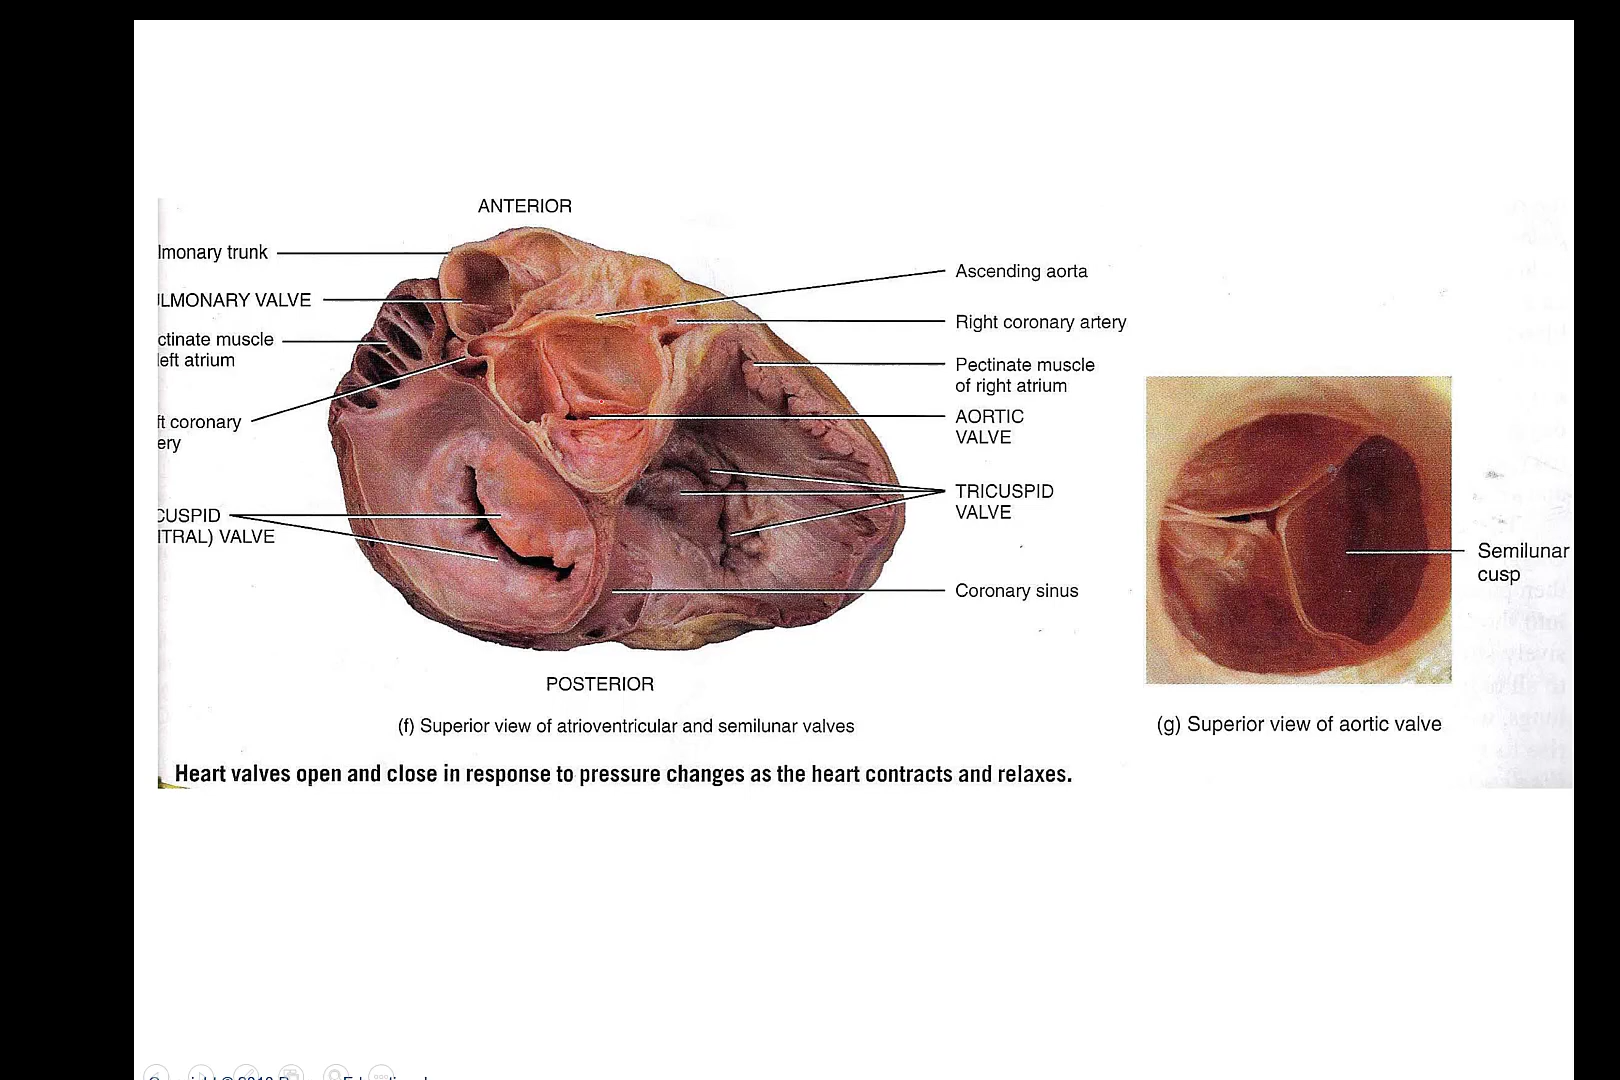 ANTERIOR
lmonary trunk
ULMONARY VALVE
ctinate muscle
left atrium
ft coronary
ery
CUSPID
ITRAL) VALVE
Ascending aorta
Right coronary artery
Pectinate muscle
of right atrium
AORTIC
VALVE
TRICUSPID
VALVE
Coronary sinus
POSTERIOR
(f) Superior view of atrioventricular and semilunar valves
Semilunar
cusp
(g) Superior view of aortic valve
Heart valves open and close in response to pressure changes as the heart contracts and relaxes.